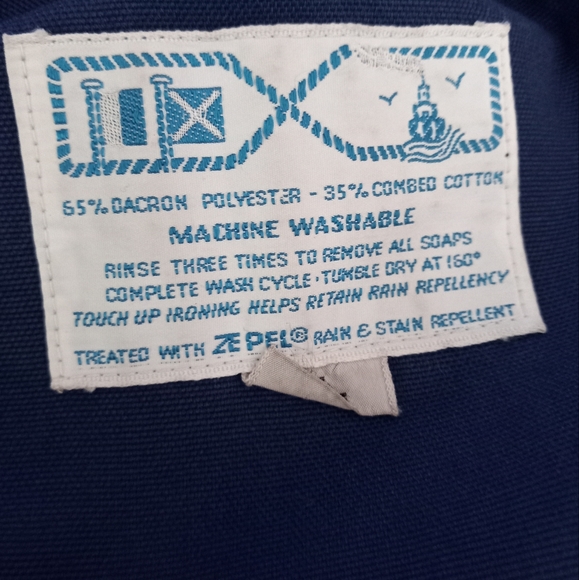 65% DACRON POLYESTER - 35% COMBED COTTON
MACHINE WASHABLE
RINSE THREE TIMES TO REMOVE ALL SOAPS
COMPLETE WASH CYCLE · TUMBLE DRY AT 160°
TOUCH UP IRONING HELPS RETAIN RAIN REPELLENCY
TREATED WITH ZEPEL® RAIN & STAIN REPELLENT